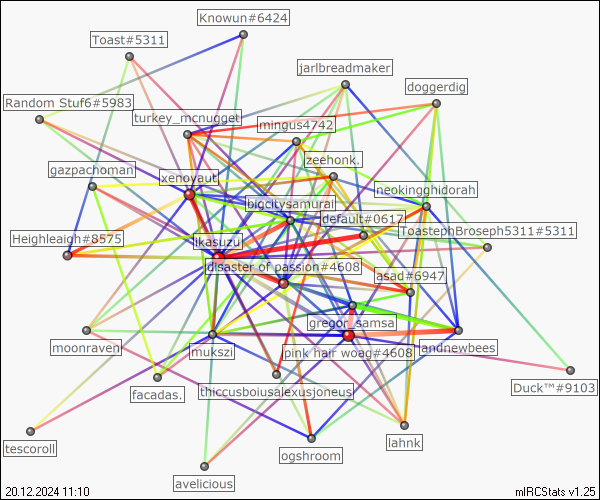 Knowun#6424
Toast#5311
jarlbreadmaker
doggerdig
Random Stuf6#5983
turkey_mcnugget
mingus4742
zeehonk.
gazpachoman
xenoyaut
neokingghidorah
bigcitysamurai
default#0617
ToastephBroseph5311#5311
Heighleigh#8575
ikasuzu
disaster of passion#4608
asad#6947
gregor_samsa
moonraven
mukszi
pink hair woag#4608
landnewbees
facadas.
thiccusboiusalexusjoneus
Duck™#9103
tescoroll
ogshroom
lahnk
avelicious
20.12.2024 11:10
mIRCStats v1.25